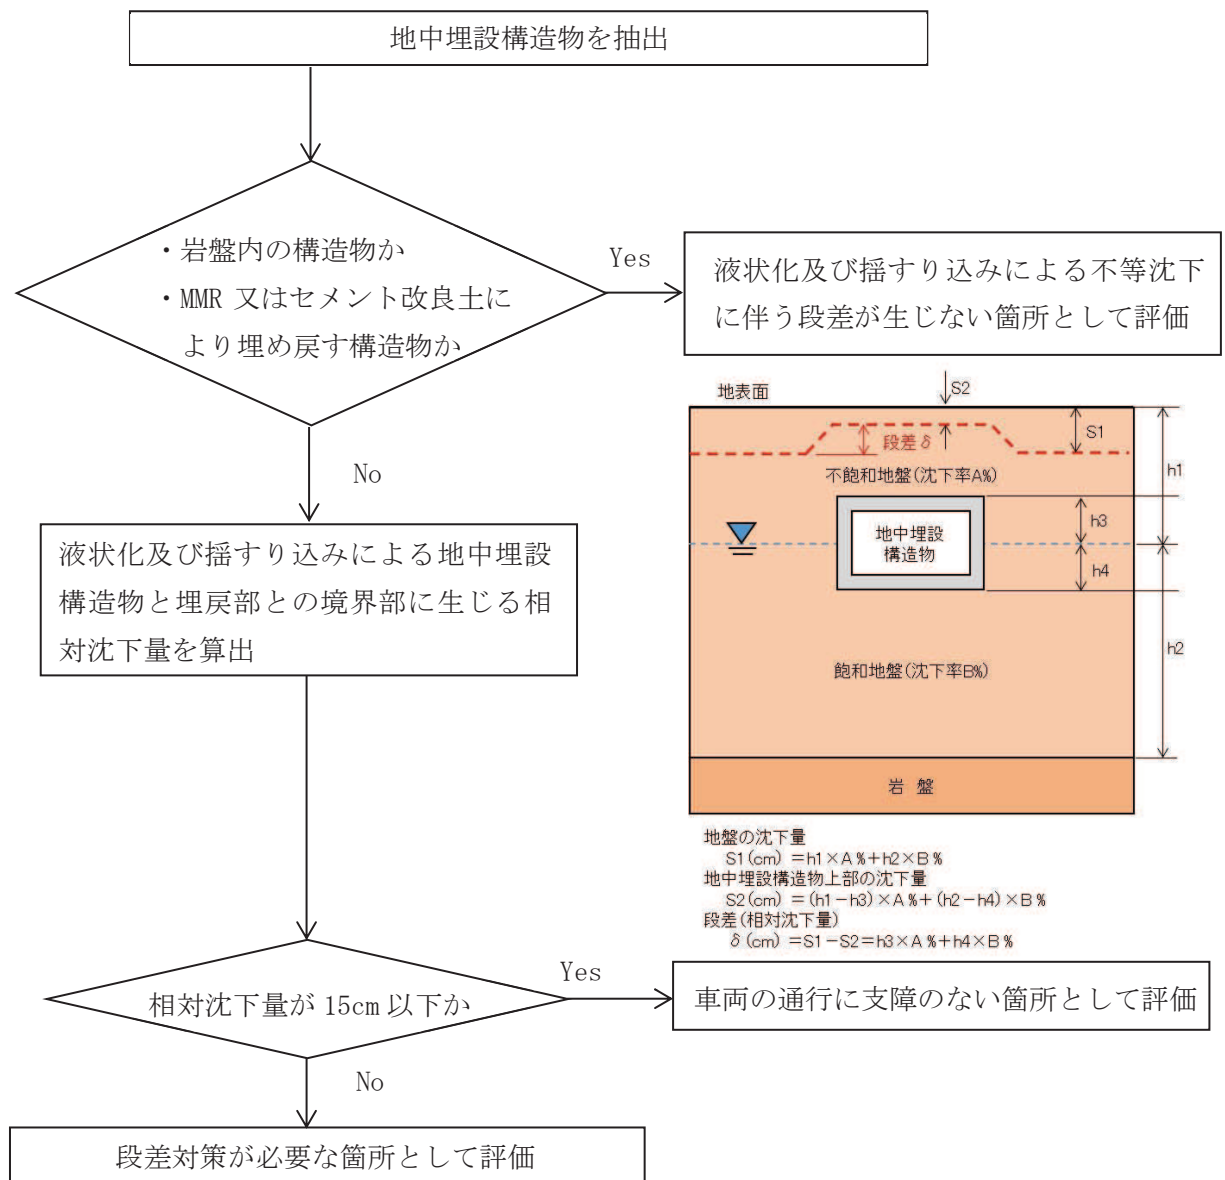 地中埋設構造物を抽出
・岩盤内の構造物か
・MMR 又はセメント改良土に
より埋め戻す構造物か
Yes
液状化及び揺すり込みによる不等沈下
に伴う段差が生じない箇所として評価
No
地表面
S2
S1
段差δ
h1
不飽和地盤(沈下率A%)
h3
地中埋設
構造物
h4
h2
飽和地盤(沈下率B%)
岩 盤
地盤の沈下量
S1(cm) =h1×A%+h2×B%
地中埋設構造物上部の沈下量
S2(cm) =(h1-h3)×A%+(h2-h4)×B%
段差(相対沈下量)
δ(cm) =S1-S2=h3×A%+h4×B%
液状化及び揺すり込みによる地中埋設
構造物と埋戻部との境界部に生じる相
対沈下量を算出
相対沈下量が 15cm 以下か
Yes
車両の通行に支障のない箇所として評価
No
段差対策が必要な箇所として評価